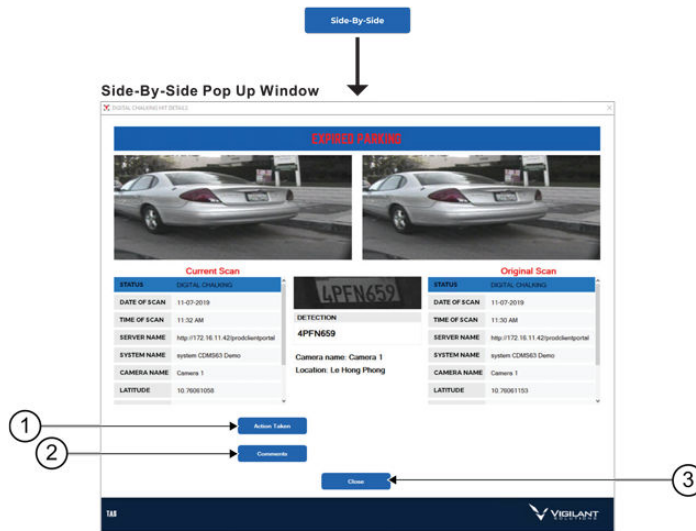 Side-By-Side
Side-By-Side Pop Up Window
DIGITAL CHALKING HIT DETAILS
EXPIRED PARKING
Current Scan
STATUS DIGITAL CHALKING
DATE OF SCAN 11-07-2019
TIME OF SCAN 11:32 AM
SERVER NAME http://172.16.11.42/prodclientportal
SYSTEM NAME system CDMS63 Demo
CAMERA NAME Camera 1
LATITUDE 10.76061058
4PFN659
DETECTION
4PFN659
Camera name: Camera 1
Location: Le Hong Phong
Original Scan
STATUS DIGITAL CHALKING
DATE OF SCAN 11-07-2019
TIME OF SCAN 11:30 AM
SERVER NAME http://172.16.11.42/prodclientportal
SYSTEM NAME system CDMS63 Demo
CAMERA NAME Camera 1
LATITUDE 10.76061153
1
Action Taken
2
Comments
Close
3
VIGILANT
SOLUTIONS